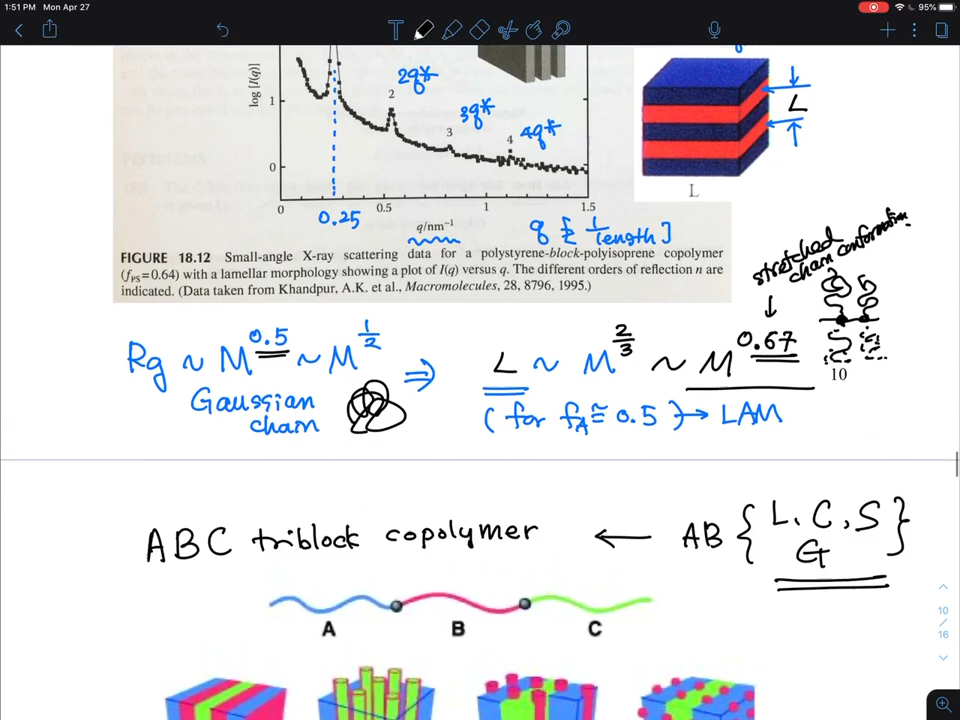 1:51 PM Mon Apr 27
95%
log [I(q)]
1
0
2q*
2
3q*
3
4q*
4
0
0.5
1
1.5
0.25
q/nm⁻¹
q [= 1/length]
L
L
FIGURE 18.12 Small-angle X-ray scattering data for a polystyrene-block-polyisoprene copolymer
(fPS=0.64) with a lamellar morphology showing a plot of I(q) versus q. The different orders of reflection n are
indicated. (Data taken from Khandpur, A.K. et al., Macromolecules, 28, 8796, 1995.)
stretched
chain conformation
Rg ~ M^0.5 ~ M^1/2 ⇒ L ~ M^2/3 ~ M^0.67
10
Gaussian
chain
(for fA ≅ 0.5) → LAM
ABC triblock copolymer ← AB { L, C, S
G }
A B C
10
/
16